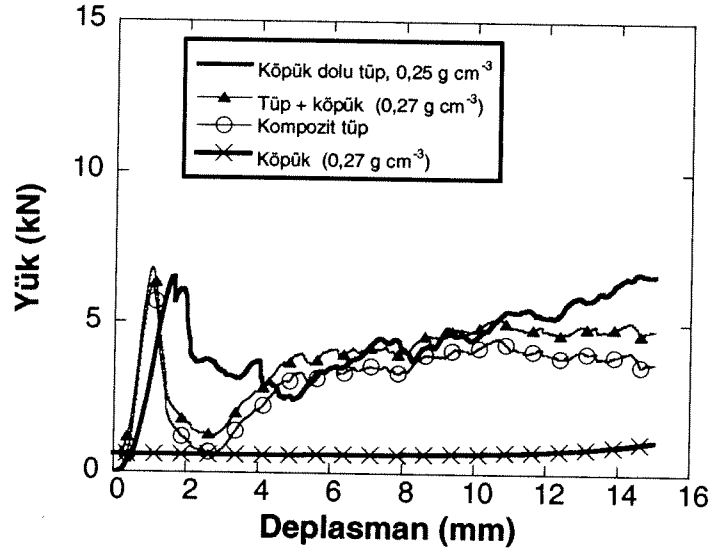 15
Köpük dolu tüp, 0,25 g cm⁻³
Tüp + köpük (0,27 g cm⁻³)
Kompozit tüp
Köpük (0,27 g cm⁻³)
10
Yük (kN)
5
0
0 2 4 6 8 10 12 14 16
Deplasman (mm)